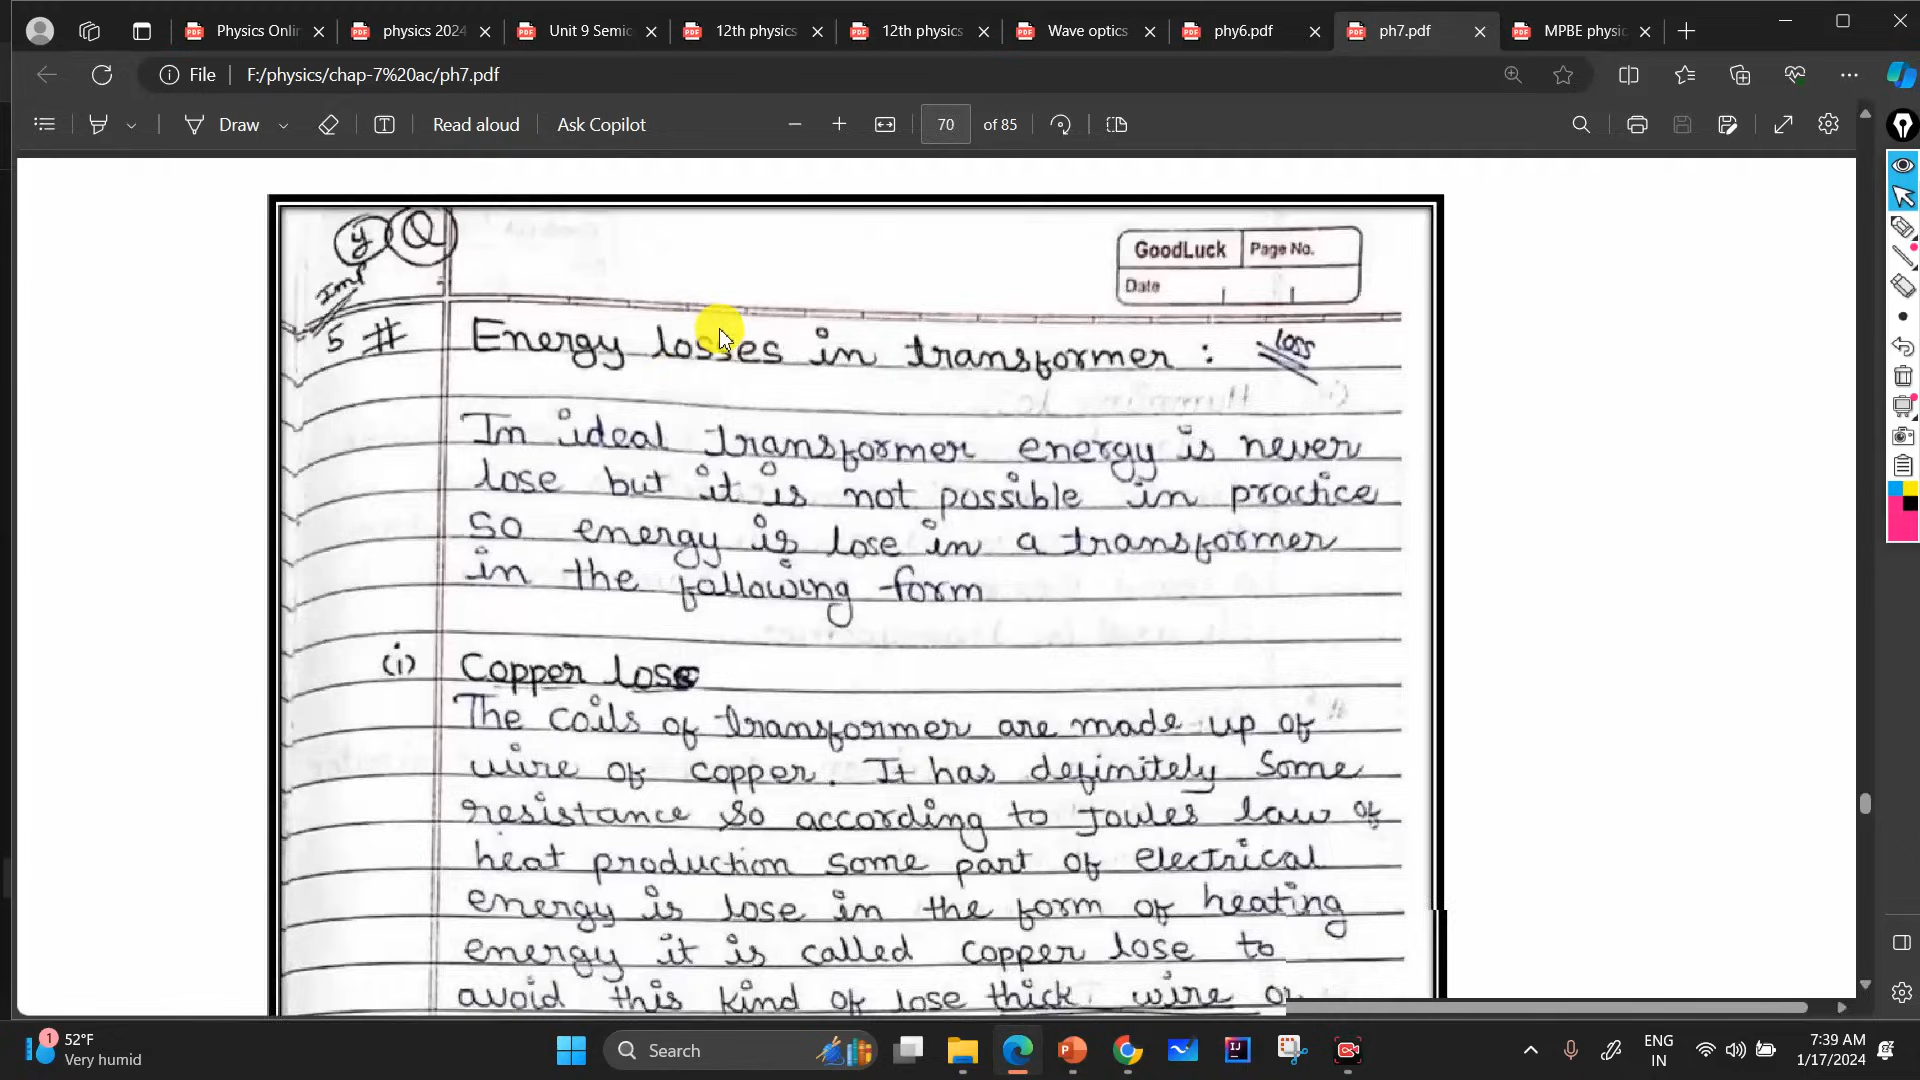 Physics Onlin
physics 2024
Unit 9 Semic
12th physics
12th physics
Wave optics
phy6.pdf
ph7.pdf
MPBE physic
File
F:/physics/chap-7%20ac/ph7.pdf
Draw
Read aloud
Ask Copilot
70
of 85
y Q
Imp
GoodLuck
Page No.
Date
5 # Energy losses in transformer : loss
In ideal transformer energy is never
lose but it is not possible in practice
So energy is lose in a transformer
in the following form
(i) Copper loss
The coils of transformer are made up of
wire of copper. It has definitely Some
resistance so according to Joules law of
heat production some part of electrical
energy is lose in the form of heating
energy it is called copper lose to
avoid this kind of lose thick wire or
1
52°F
Very humid
Search
ENG
IN
7:39 AM
1/17/2024